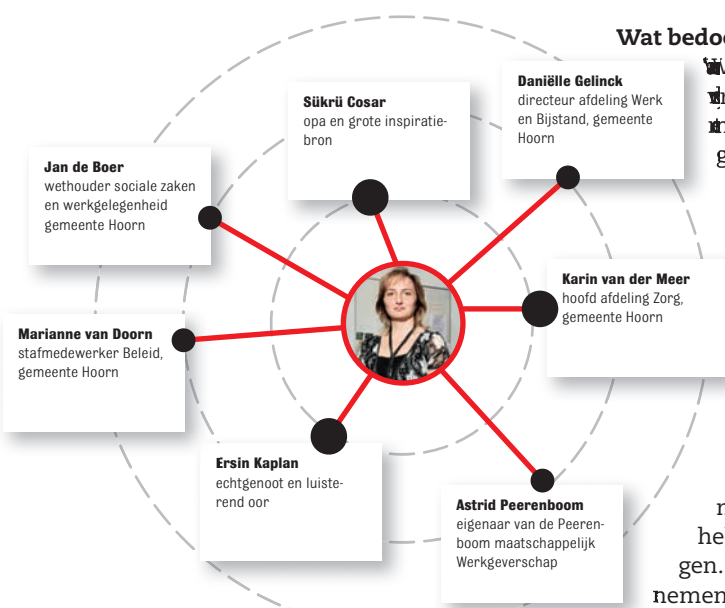 Wat
Sükrü Cosar
opa en grote inspiratie-
bron
Daniëlle Gelinck
directeur afdeling Werk
en Bijstand, gemeente
Hoorn
Jan de Boer
wethouder sociale zaken
en werkgelegenheid
gemeente Hoorn
Karin van der Meer
hoofd afdeling Zorg,
gemeente Hoorn
Marianne van Doorn
stafmedewerker Beleid,
gemeente Hoorn
Ersin Kaplan
echtgenoot en luiste-
rend oor
Astrid Peerenboom
eigenaar van de Peeren-
boom maatschappelijk
Werkgeverschap
gen.
nemen